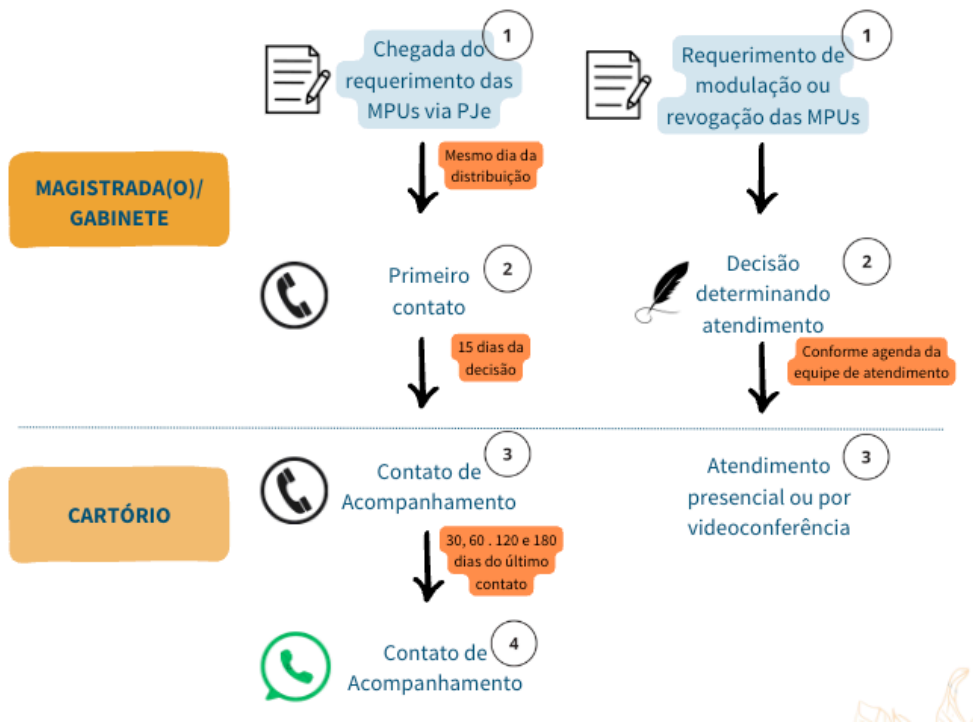 MAGISTRADA(O)/
GABINETE
1
Chegada do
requerimento das
MPUs via PJe
Mesmo dia da
distribuição
2
Primeiro
contato
15 dias da
decisão
1
Requerimento de
modulação ou
revogação das MPUs
2
Decisão
determinando
atendimento
Conforme agenda da
equipe de atendimento
CARTÓRIO
3
Contato de
Acompanhamento
30, 60 . 120 e 180
dias do último
contato
4
Contato de
Acompanhamento
3
Atendimento
presencial ou por
videoconferência